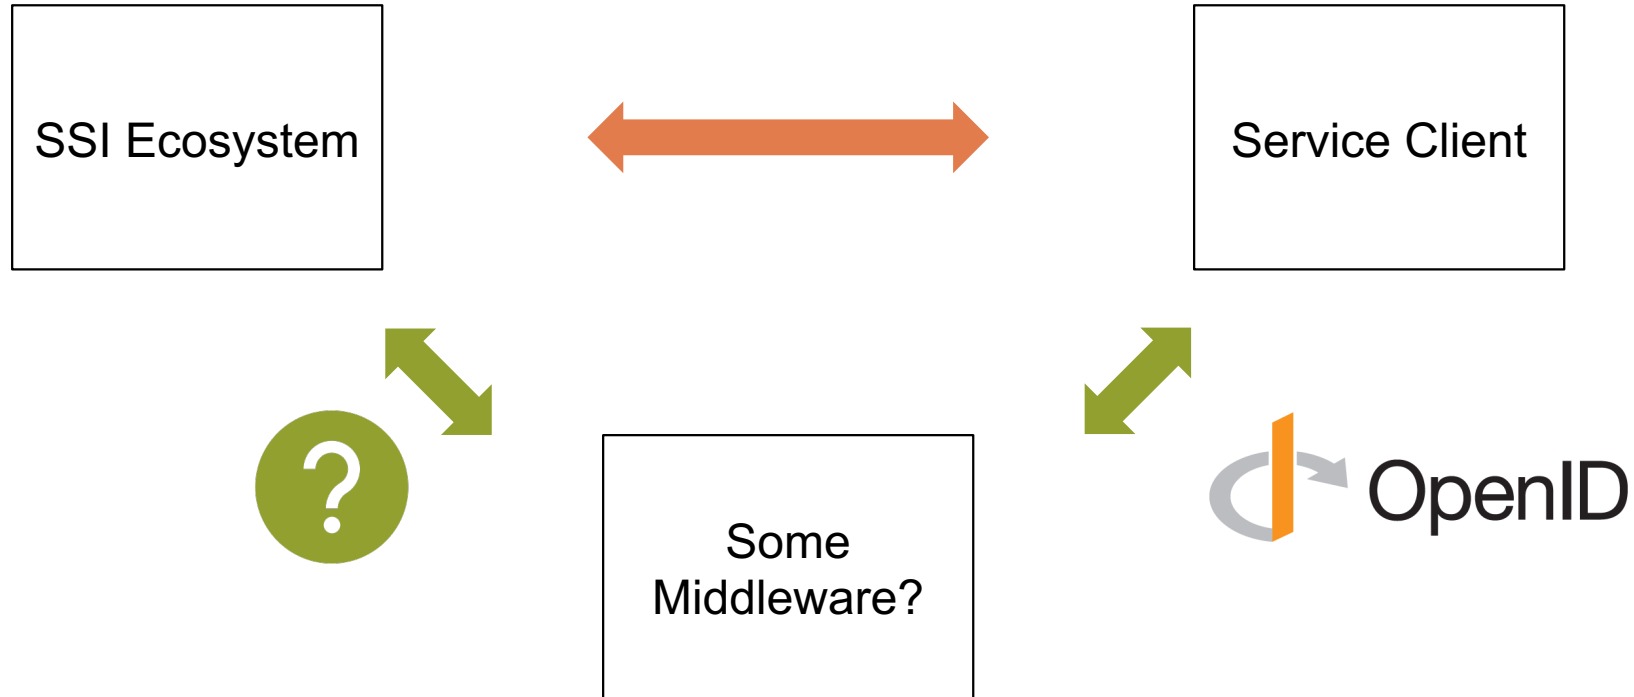 SSI Ecosystem
Service Client
?
OpenID
Some
Middleware?